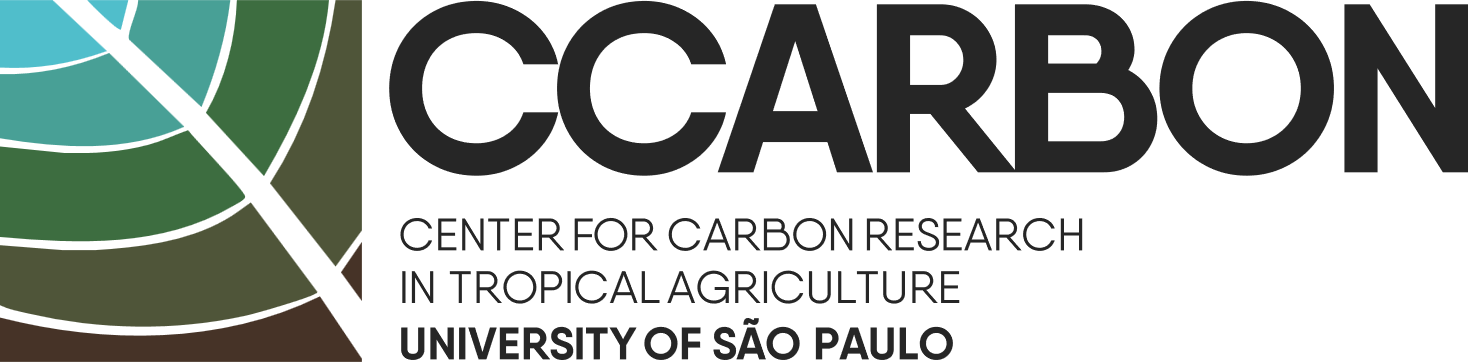 CCARBON
CENTER FOR CARBON RESEARCH
IN TROPICAL AGRICULTURE
UNIVERSITY OF SÃO PAULO